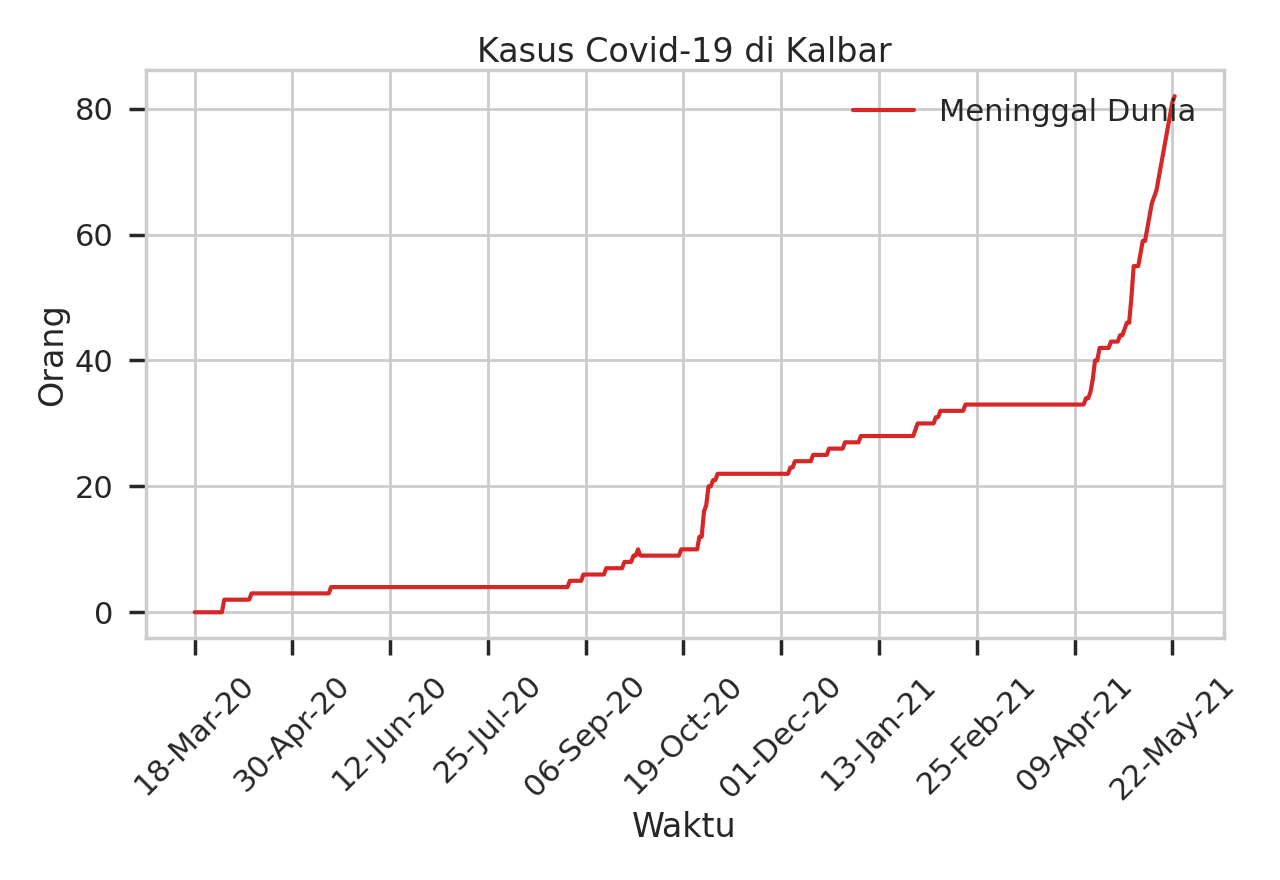 Kasus Covid-19 di Kalbar
Meninggal Dunia
80
60
40
20
0
Orang
18-Mar-20
30-Apr-20
12-Jun-20
25-Jul-20
06-Sep-20
19-Oct-20
01-Dec-20
13-Jan-21
25-Feb-21
09-Apr-21
22-May-21
Waktu